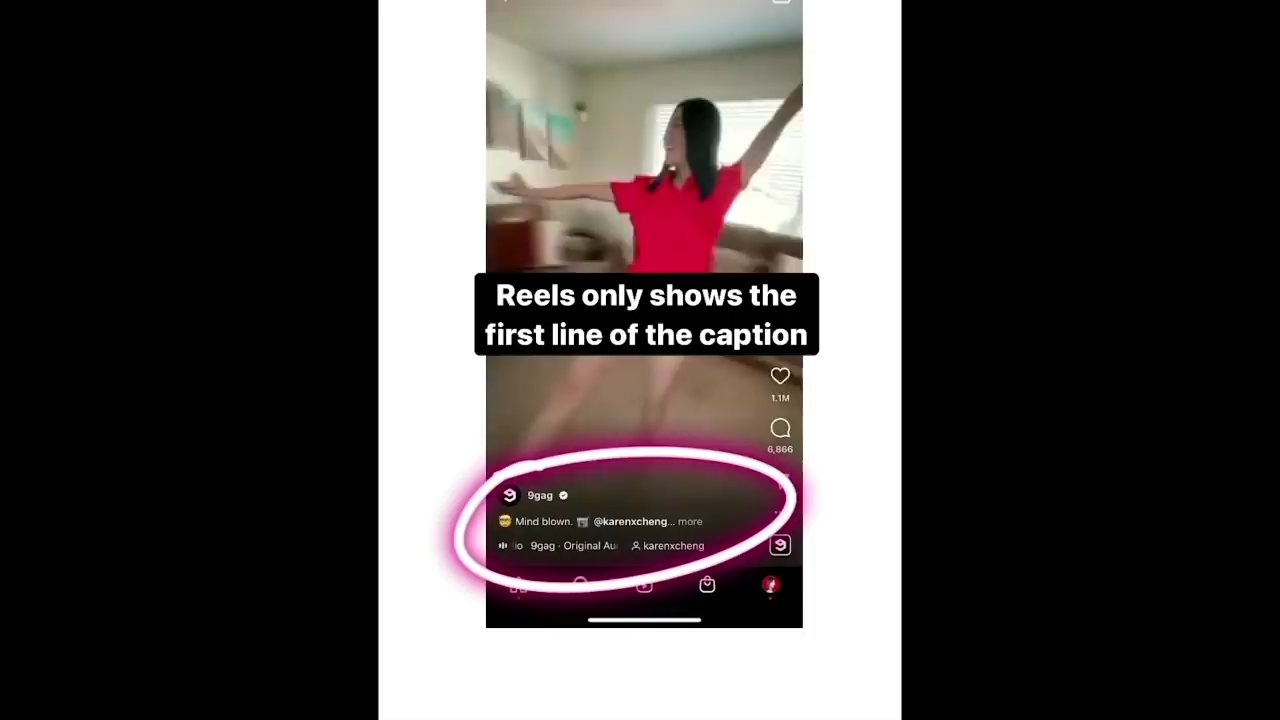 Reels only shows the
first line of the caption
1.1M
6,866
9gag
🤯 Mind blown. 🎥 @karenxcheng... more
io 9gag · Original Au
karenxcheng